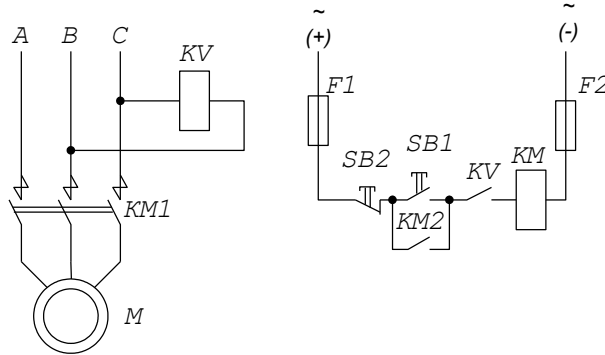 A B C
KV
KM1
M
~ ~
(+) (-)
F1 F2
SB2 SB1 KV KM
KM2